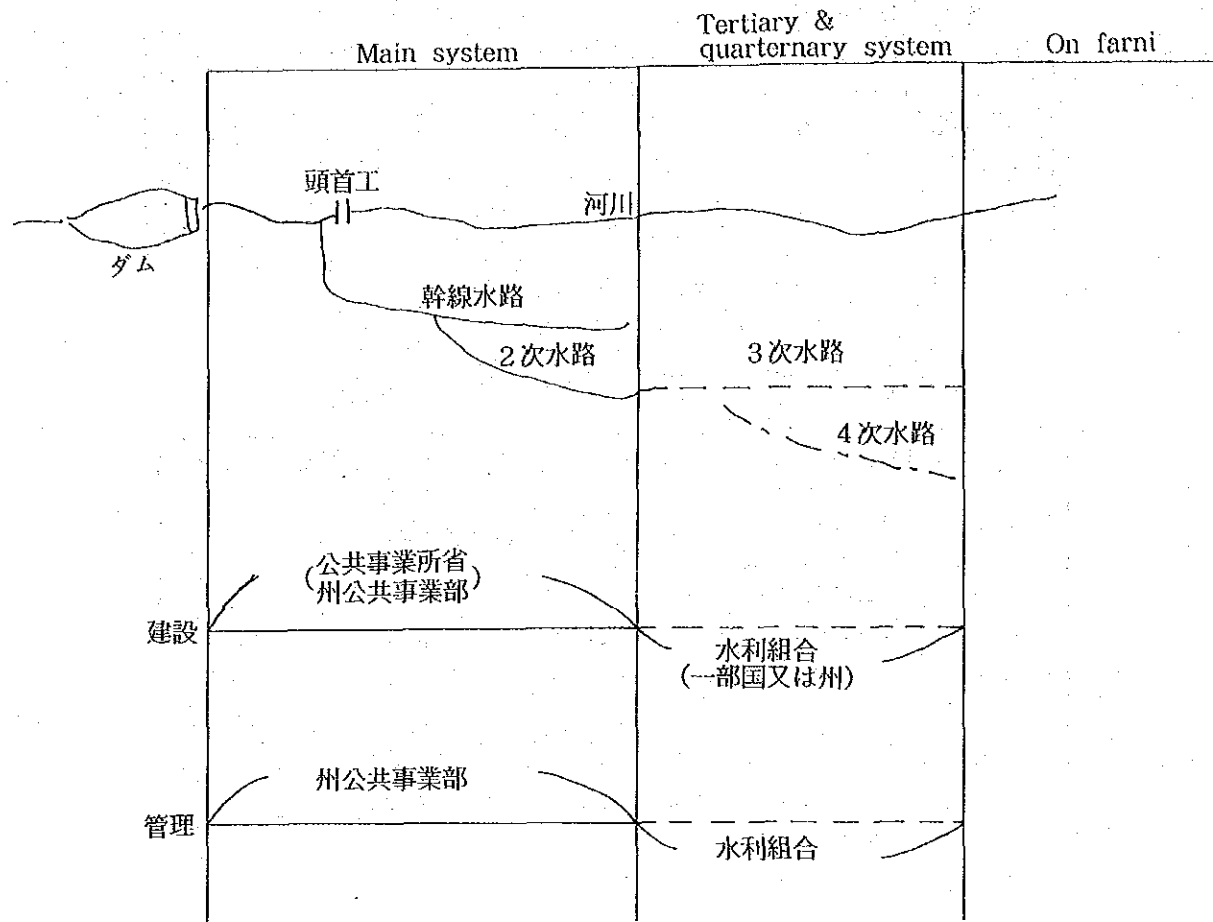 Main system
Tertiary &
quarternary system
On farni
頭首工
河川
ダム
幹線水路
2次水路
3次水路
4次水路
(公共事業所省
州公共事業部)
建設
水利組合
(一部国又は州)
州公共事業部
管理
水利組合